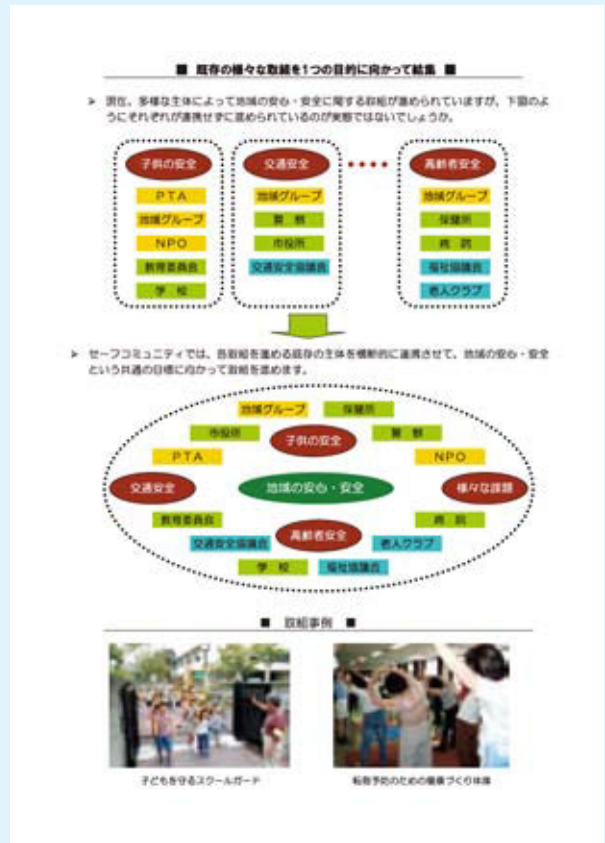 ■ 既存の様々な取組を1つの目的に向かって結集 ■
➢ 現在、多様な主体によって地域の安心・安全に関する取組が進められていますが、下図のよ
うにそれぞれが連携せずに進められているのが実態ではないでしょうか。
子供の安全
PTA
地域グループ
NPO
教育委員会
学 校
交通安全
地域グループ
警 察
市役所
交通安全協議会
高齢者安全
地域グループ
保健所
病 院
福祉協議会
老人クラブ
➢ セーフコミュニティでは、各取組を進める既存の主体を横断的に連携させて、地域の安心・安全
という共通の目標に向かって取組を進めます。
地域グループ
保健所
市役所
子供の安全
警 察
PTA
NPO
交通安全
地域の安心・安全
様々な課題
教育委員会
病 院
交通安全協議会
高齢者安全
老人クラブ
学 校
福祉協議会
■ 取組事例 ■
子どもを守るスクールガード
転倒予防のための健康づくり体操